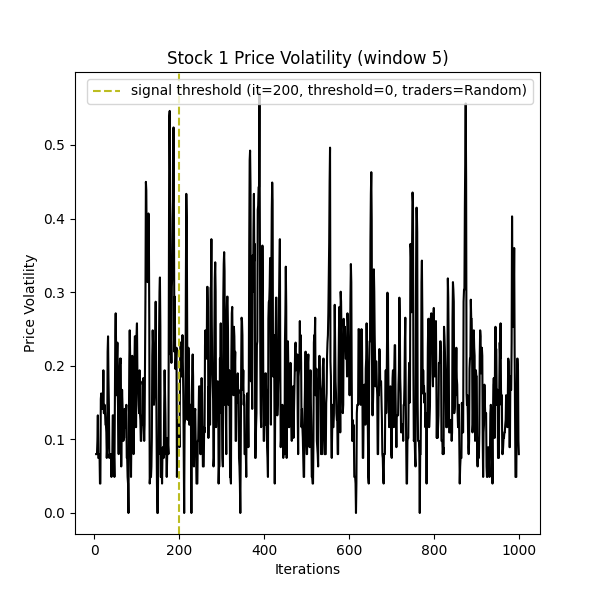 Stock 1 Price Volatility (window 5)
signal threshold (it=200, threshold=0, traders=Random)
Price Volatility
0.5
0.4
0.3
0.2
0.1
0.0
0 200 400 600 800 1000
Iterations